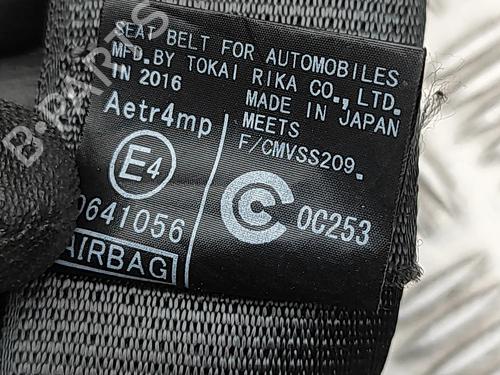 SEAT BELT FOR AUTOMOBILES
MFD. BY TOKAI RIKA CO., LTD.
IN 2016 MADE IN JAPAN
Aetr4mp MEETS
F/CMVSS209.
E4
0641056
0C253
AIRBAG
B-PARTS